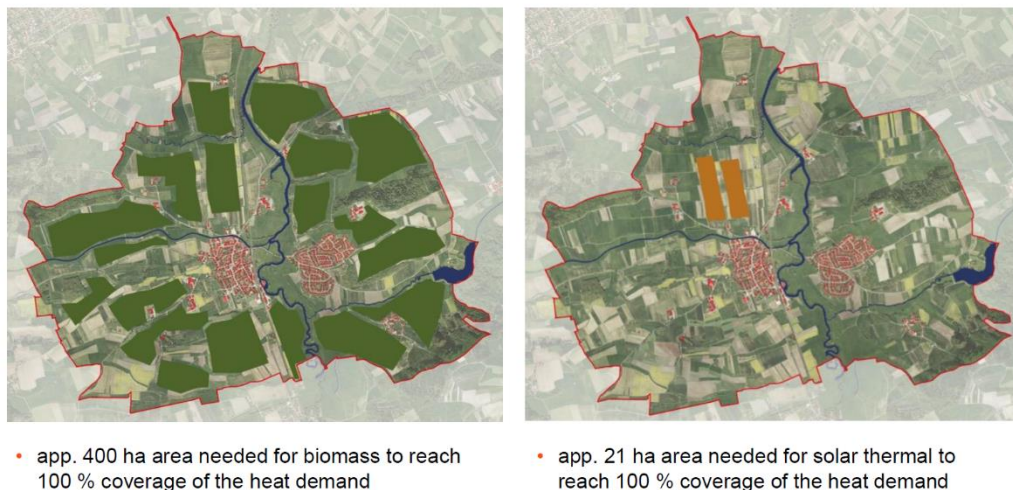 • app. 400 ha area needed for biomass to reach
100 % coverage of the heat demand
• app. 21 ha area needed for solar thermal to
reach 100 % coverage of the heat demand